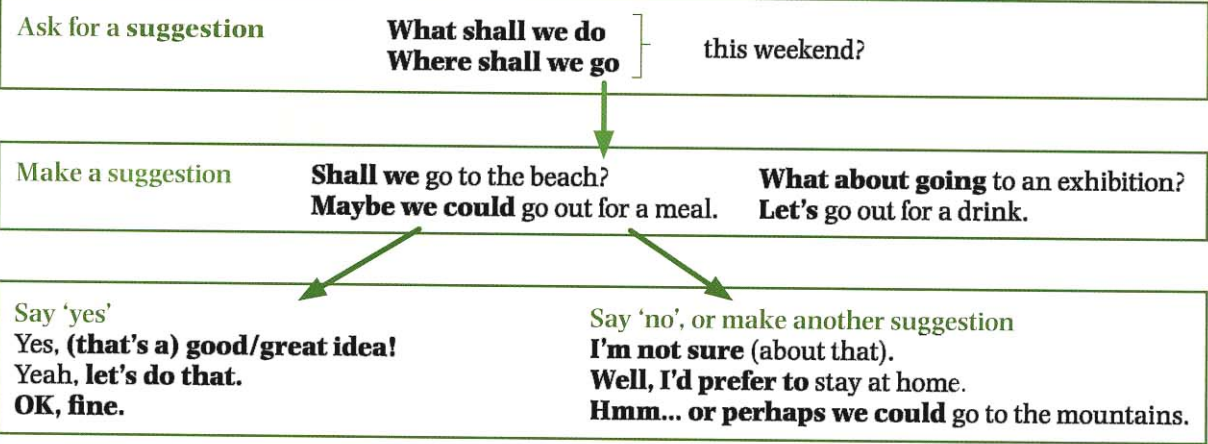 Ask for a suggestion
What shall we do
Where shall we go
this weekend?
Make a suggestion
Shall we go to the beach?
Maybe we could go out for a meal.
What about going to an exhibition?
Let's go out for a drink.
Say 'yes'
Yes, (that's a) good/great idea!
Yeah, let's do that.
OK, fine.
Say 'no', or make another suggestion
I'm not sure (about that).
Well, I'd prefer to stay at home.
Hmm... or perhaps we could go to the mountains.